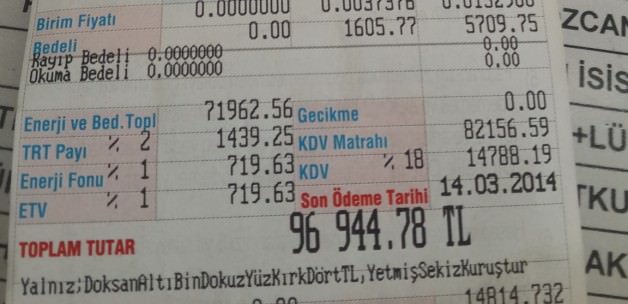 Birim Fiyatı 0.0000000
Bedeli 0.00 1605.77 5709.75
Kayıp Bedeli 0.0000000 0.00
Okuma Bedeli 0.0000000 0.00
Enerji ve Bed.Topl 71962.56 Gecikme 0.00
TRT Payı % 2 1439.25 KDV Matrahı 82156.59
Enerji Fonu % 1 719.63 KDV % 18 14788.19
ETV % 1 719.63 Son Ödeme Tarihi 14.03.2014
TOPLAM TUTAR 96 944.78 TL
Yalnız;DoksanAltıBinDokuzYüzKırkDörtTL,YetmişSekizKuruştur
14814.732
ZCAN
isis
+LÜ
TKU
AK